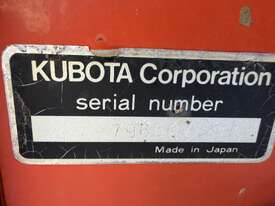 KUBOTA Corporation
serial number
Made in Japan